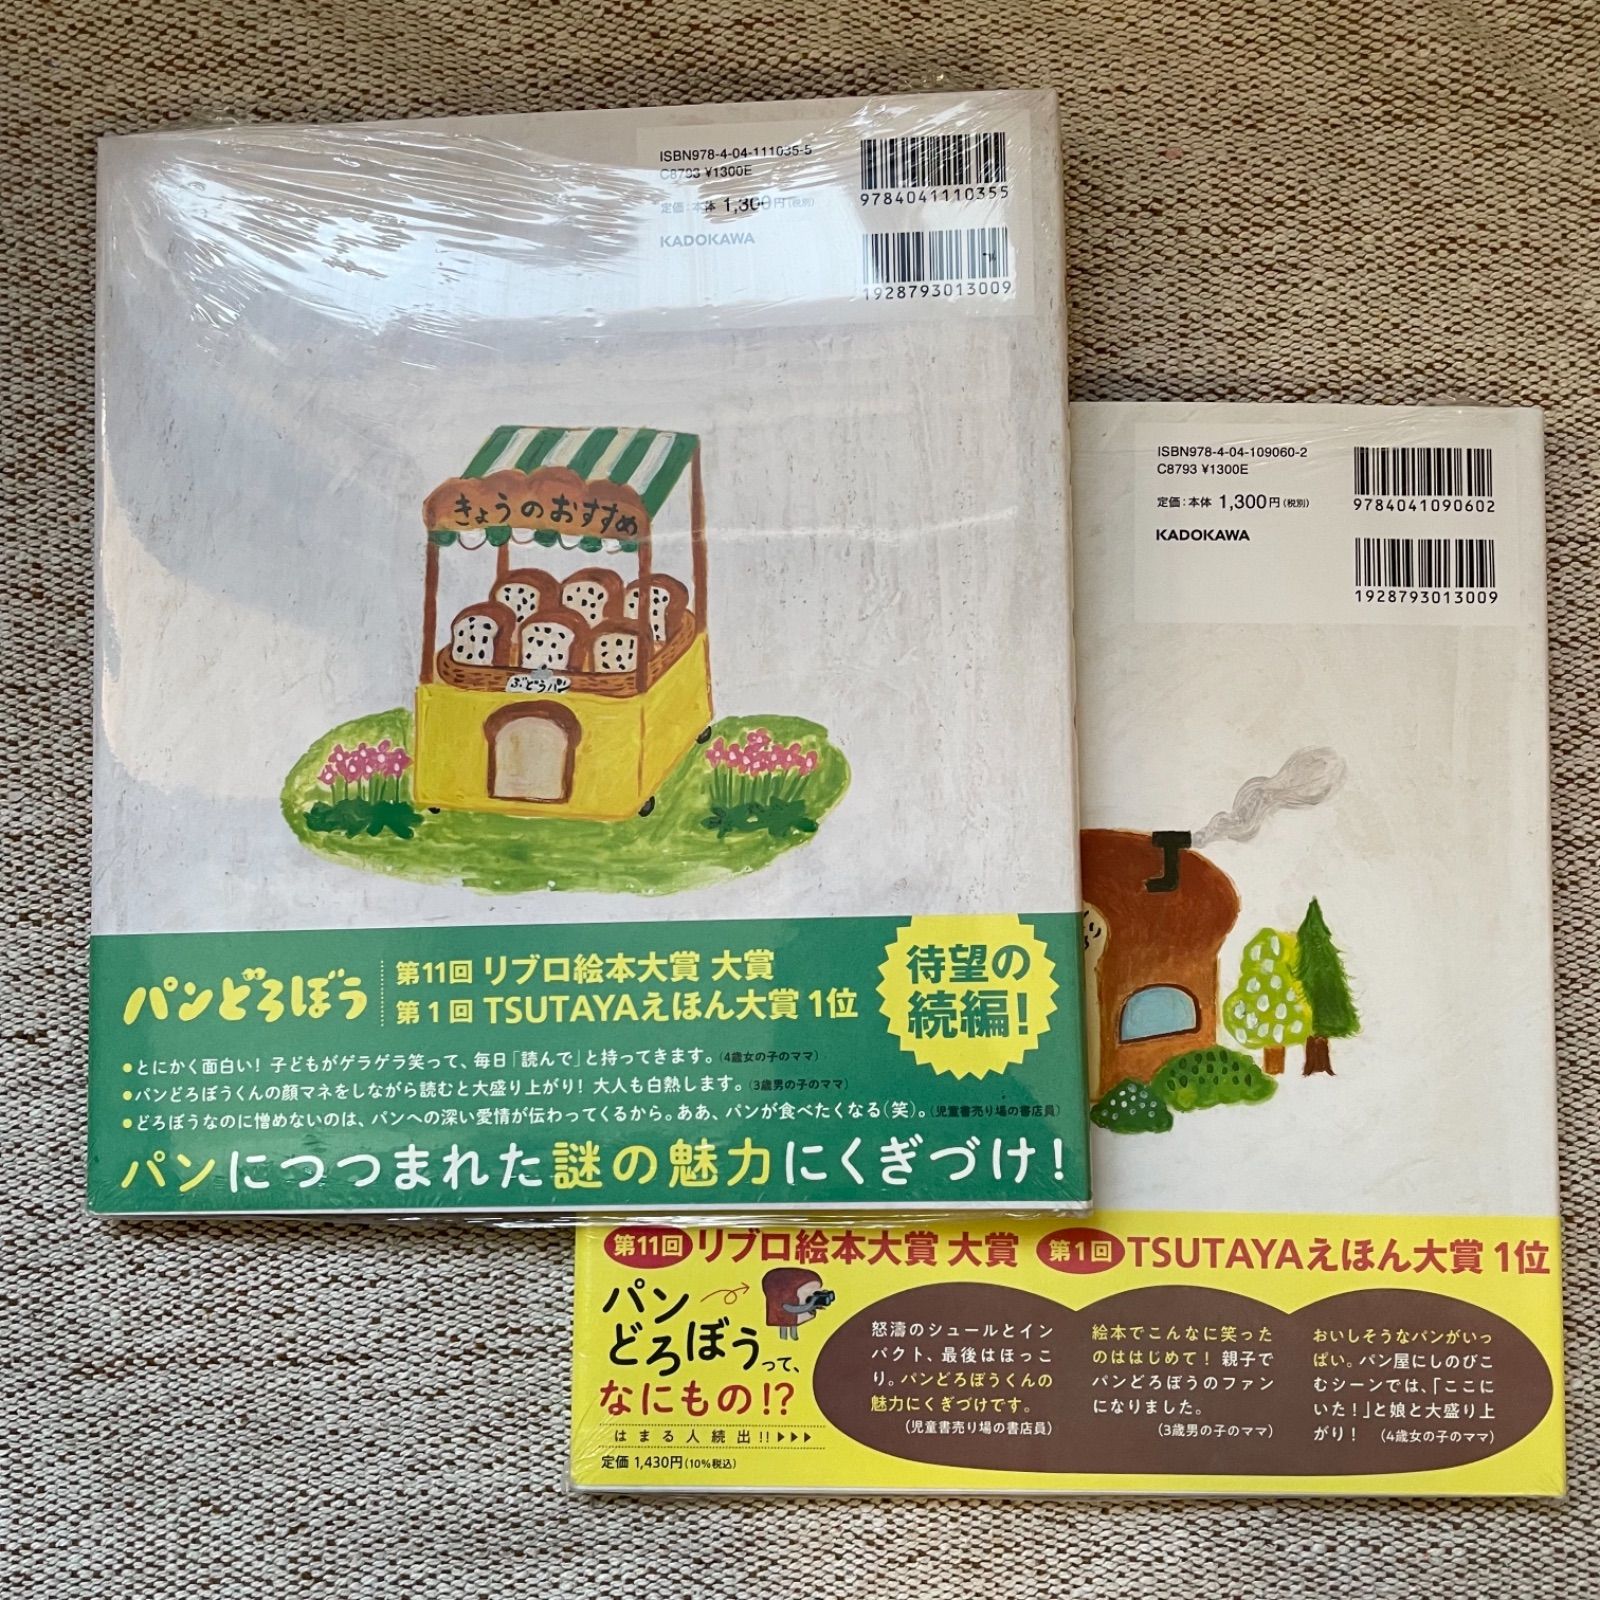 ISBN978-4-04-111035-5
C8793 ¥1300E
定価:本体 1,300円(税別)
KADOKAWA
9784041110355
1928793013009
きょうのおすすめ
ぶどうパン
パンどろぼう
第11回 リブロ絵本大賞 大賞
第1回 TSUTAYAえほん大賞 1位
待望の
続編!
●とにかく面白い! 子どもがゲラゲラ笑って、毎日「読んで」と持ってきます。(4歳女の子のママ)
●パンどろぼうくんの顔マネをしながら読むと大盛り上がり! 大人も白熱します。(3歳男の子のママ)
●どろぼうなのに憎めないのは、パンへの深い愛情が伝わってくるから。ああ、パンが食べたくなる(笑)。(児童書売り場の書店員)
パンにつつまれた謎の魅力にくぎづけ!
ISBN978-4-04-109060-2
C8793 ¥1300E
定価:本体 1,300円(税別)
KADOKAWA
9784041090602
1928793013009
第11回 リブロ絵本大賞 大賞 第1回 TSUTAYAえほん大賞 1位
パン
どろぼうって、
なにもの!?
はまる人続出!!▶▶▶
定価 1,430円(10%税込)
怒濤のシュールとイン
パクト、最後はほっこ
り。パンどろぼうくんの
魅力にくぎづけです。
(児童書売り場の書店員)
絵本でこんなに笑った
のははじめて! 親子で
パンどろぼうのファン
になりました。
(3歳男の子のママ)
おいしそうなパンがいっ
ぱい。パン屋にしのびこ
むシーンでは、「ここに
いた!」と娘と大盛り上
がり! (4歳女の子のママ)